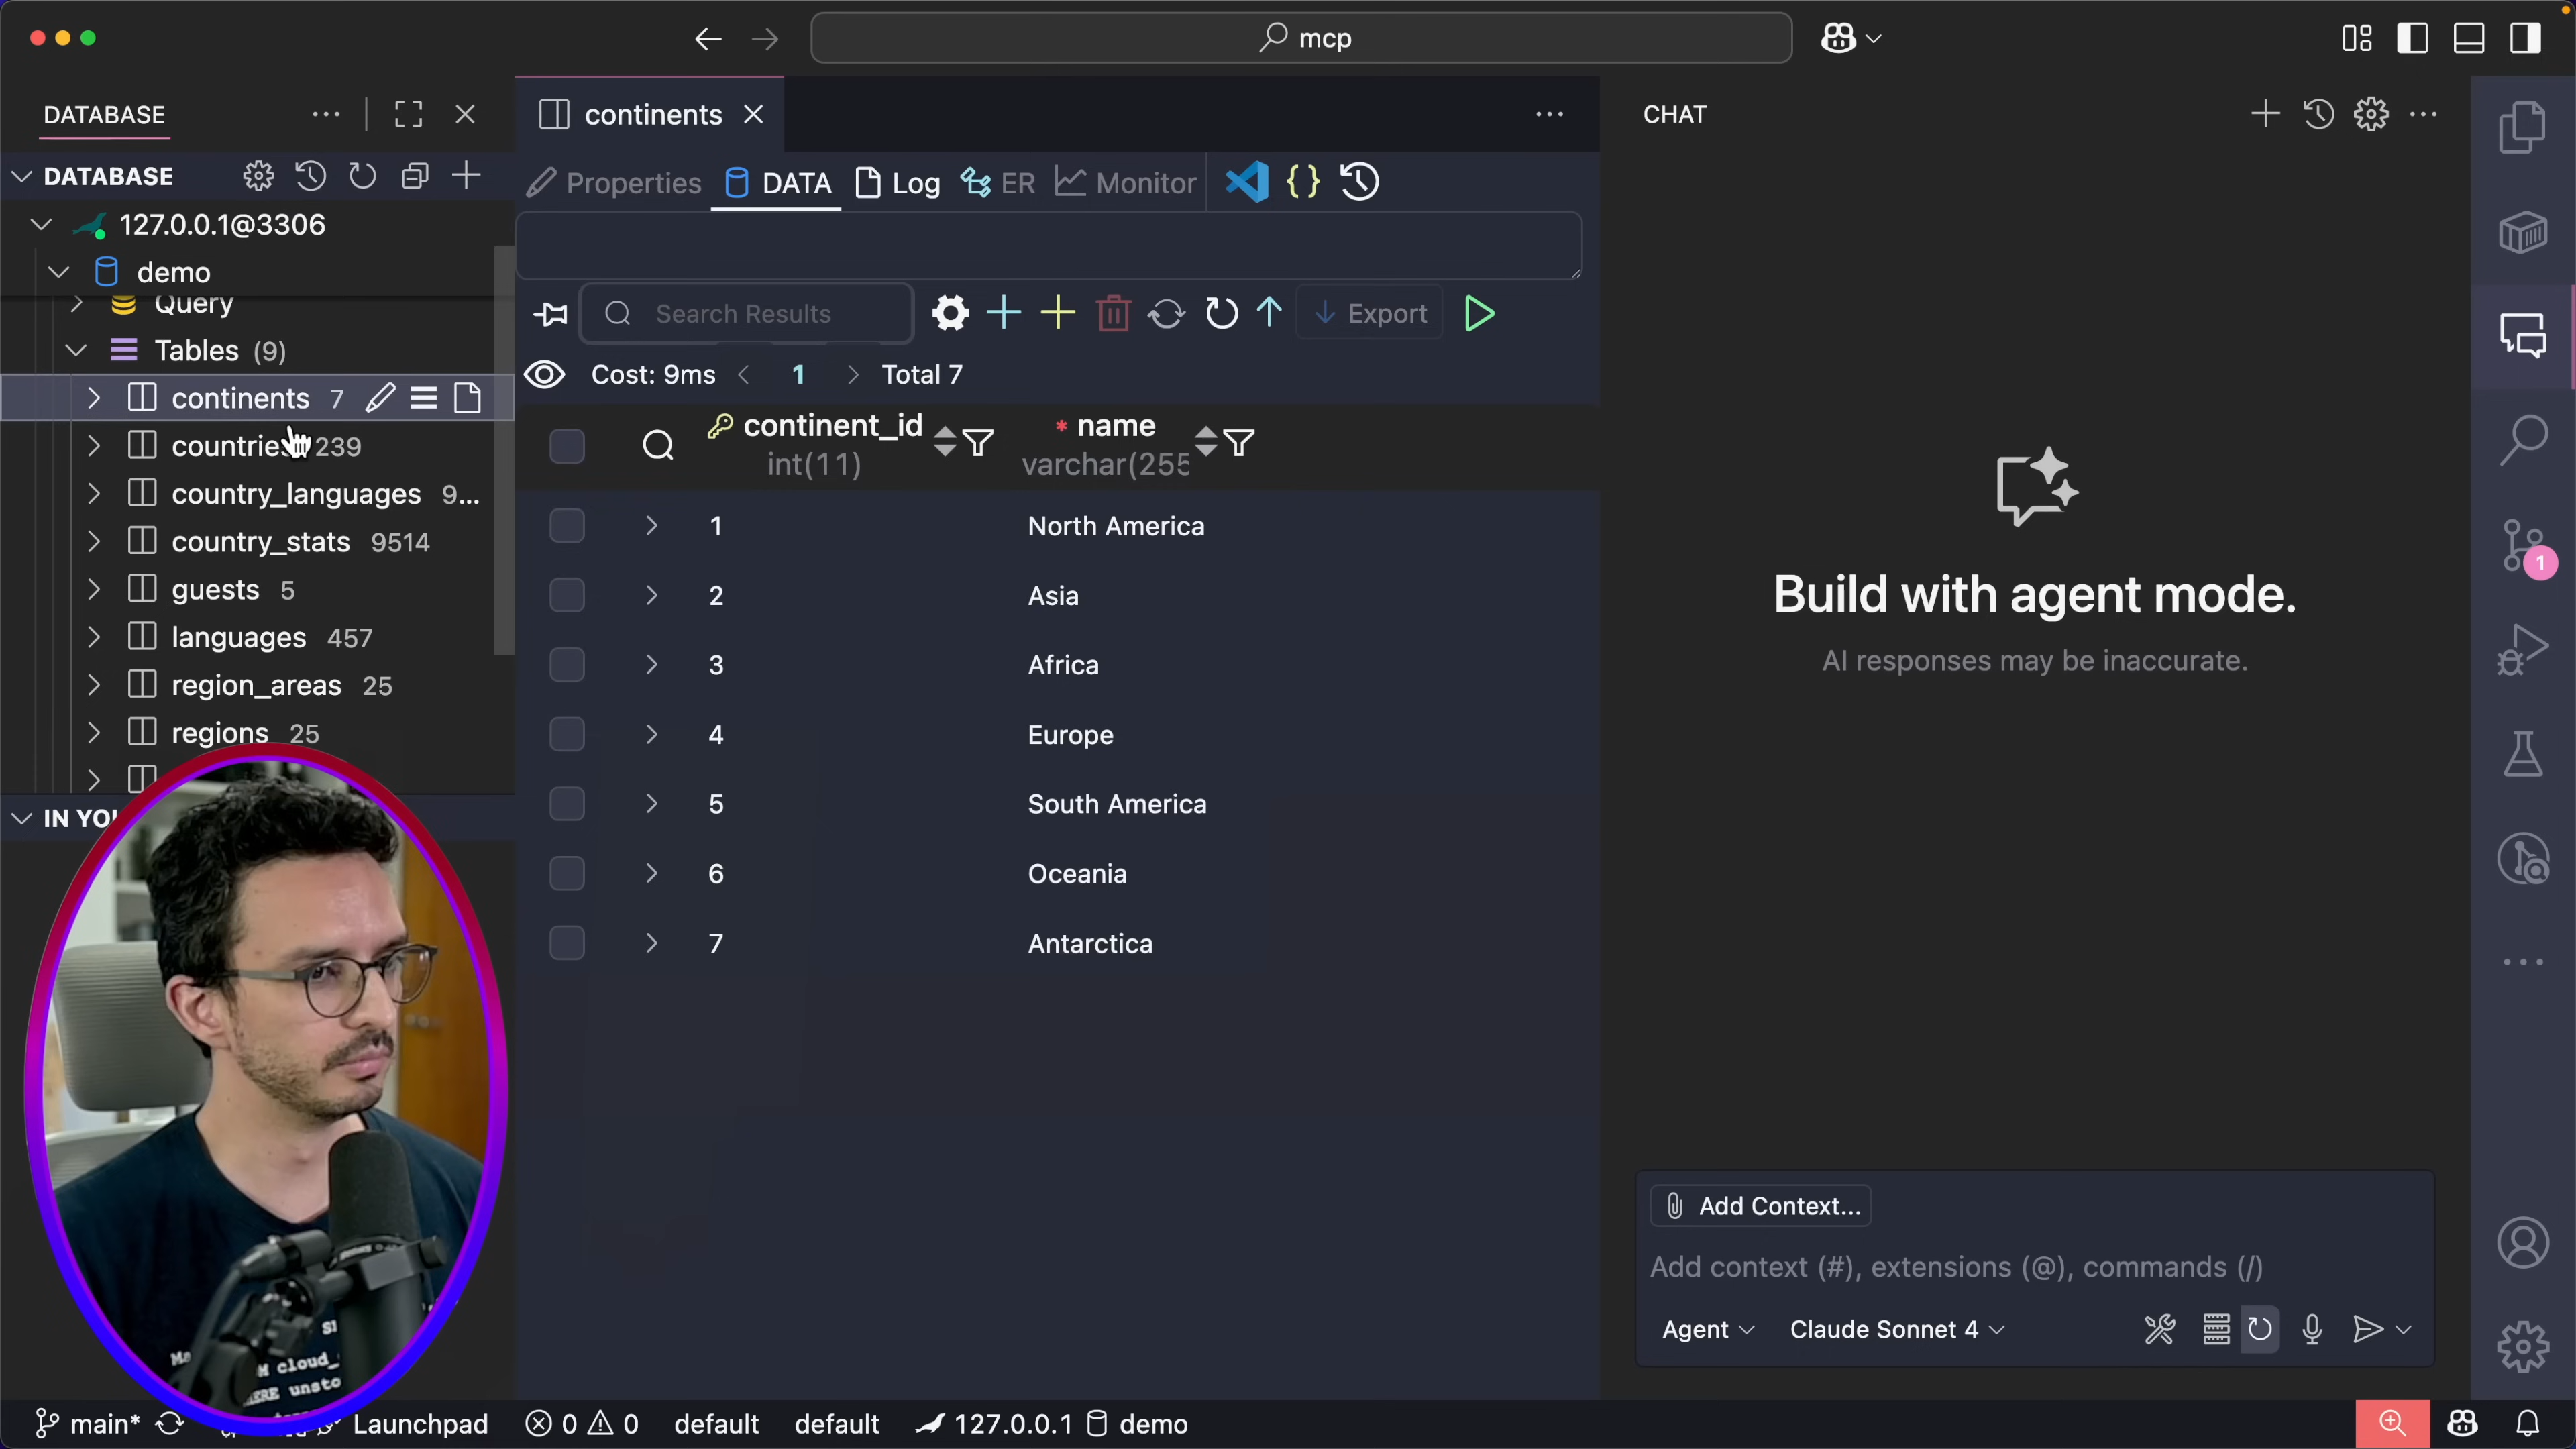 mcp
DATABASE
DATABASE
127.0.0.1@3306
demo
Query
Tables (9)
continents 7
countries 239
country_languages 9...
country_stats 9514
guests 5
languages 457
region_areas 25
regions 25
continents
Properties DATA Log ER Monitor
Search Results
Export
Cost: 9ms 1 Total 7
continent_id
int(11)
* name
varchar(255
1 North America
2 Asia
3 Africa
4 Europe
5 South America
6 Oceania
7 Antarctica
CHAT
1
Build with agent mode.
AI responses may be inaccurate.
Add Context...
Add context (#), extensions (@), commands (/)
Agent Claude Sonnet 4
cloud_
unsto
main* Launchpad 0 0 default default 127.0.0.1 demo